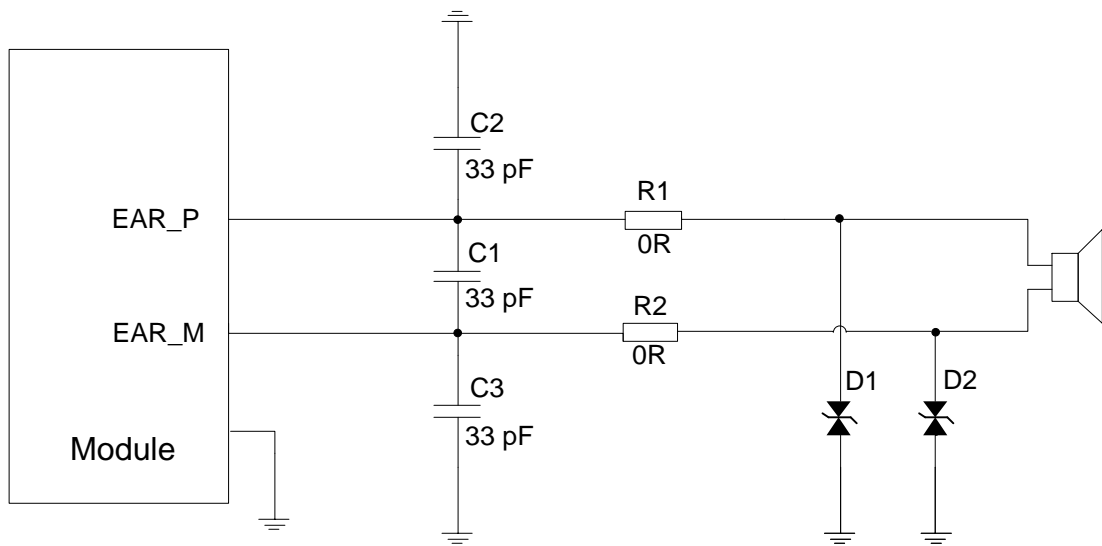 C2
33 pF
EAR_P
R1
0R
C1
33 pF
EAR_M
R2
0R
C3
33 pF
D1
D2
Module